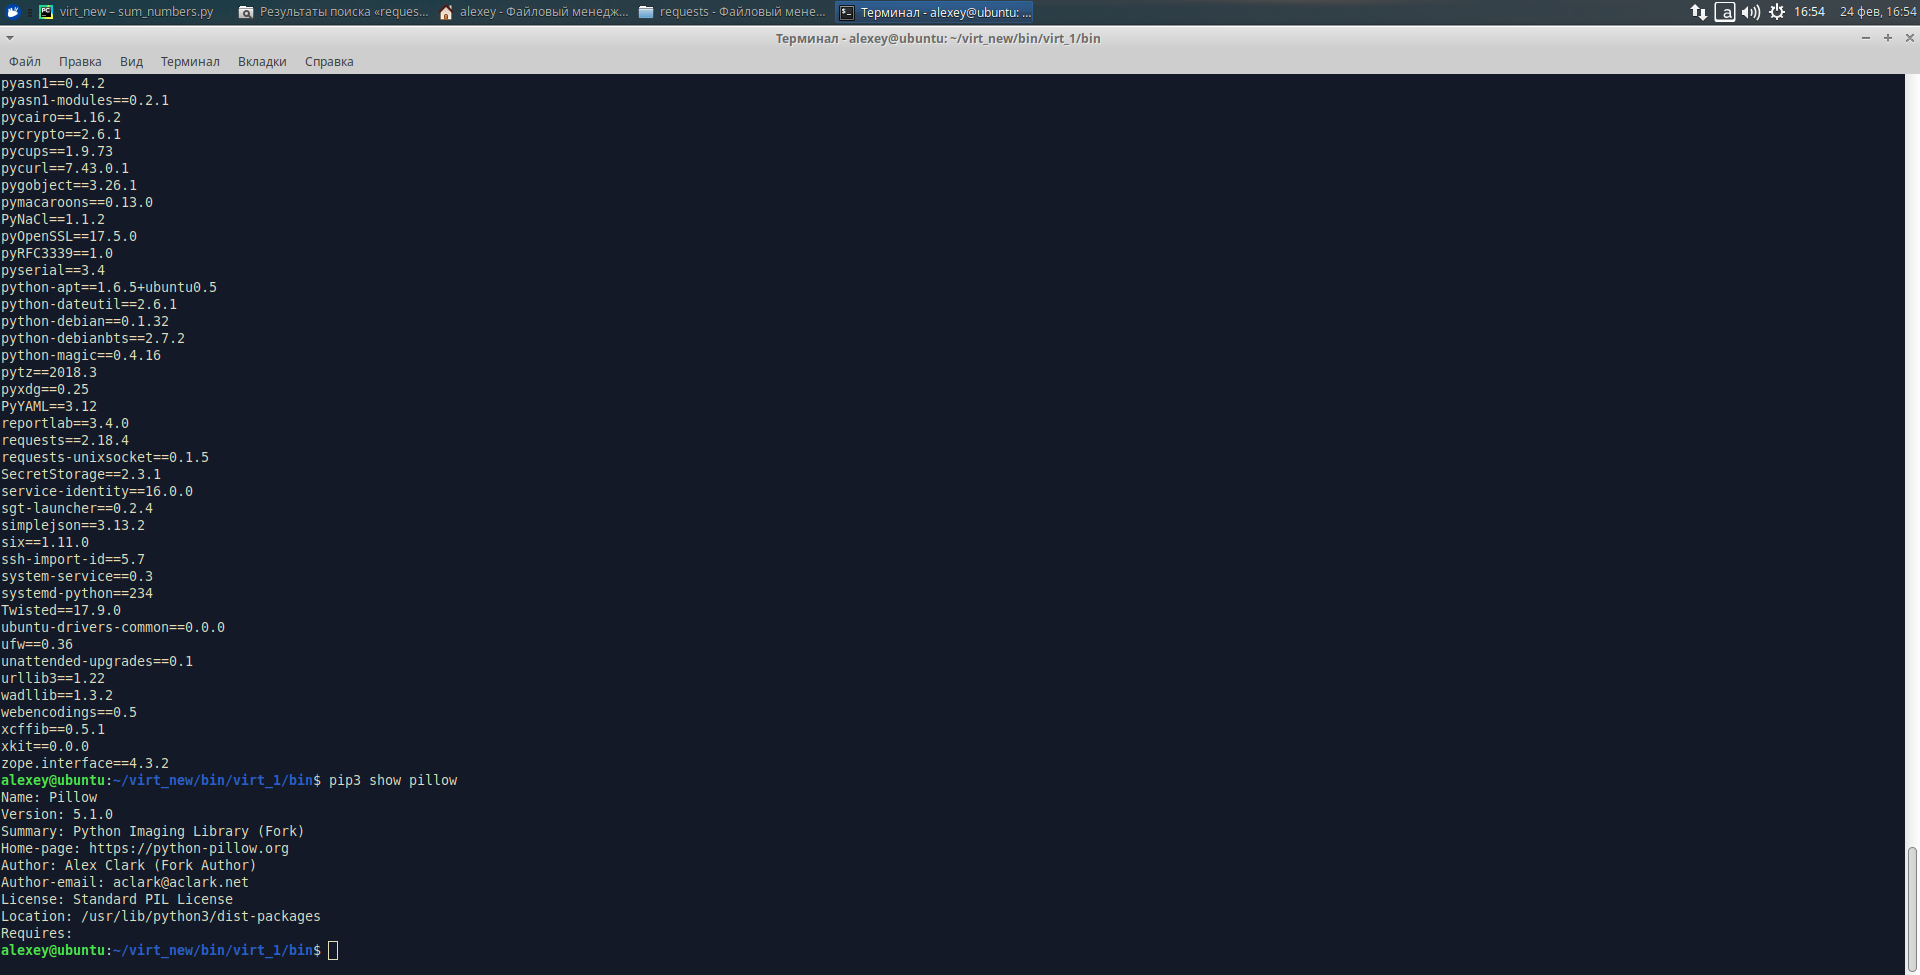 virt_new – sum_numbers.py
Результаты поиска «reques...
alexey - Файловый менедж...
requests - Файловый мене...
Терминал - alexey@ubuntu: ...
a
16:54
24 фев, 16:54
Терминал - alexey@ubuntu: ~/virt_new/bin/virt_1/bin
Файл Правка Вид Терминал Вкладки Справка
pyasn1==0.4.2
pyasn1-modules==0.2.1
pycairo==1.16.2
pycrypto==2.6.1
pycups==1.9.73
pycurl==7.43.0.1
pygobject==3.26.1
pymacaroons==0.13.0
PyNaCl==1.1.2
pyOpenSSL==17.5.0
pyRFC3339==1.0
pyserial==3.4
python-apt==1.6.5+ubuntu0.5
python-dateutil==2.6.1
python-debian==0.1.32
python-debianbts==2.7.2
python-magic==0.4.16
pytz==2018.3
pyxdg==0.25
PyYAML==3.12
reportlab==3.4.0
requests==2.18.4
requests-unixsocket==0.1.5
SecretStorage==2.3.1
service-identity==16.0.0
sgt-launcher==0.2.4
simplejson==3.13.2
six==1.11.0
ssh-import-id==5.7
system-service==0.3
systemd-python==234
Twisted==17.9.0
ubuntu-drivers-common==0.0.0
ufw==0.36
unattended-upgrades==0.1
urllib3==1.22
wadllib==1.3.2
webencodings==0.5
xcffib==0.5.1
xkit==0.0.0
zope.interface==4.3.2
alexey@ubuntu:~/virt_new/bin/virt_1/bin$ pip3 show pillow
Name: Pillow
Version: 5.1.0
Summary: Python Imaging Library (Fork)
Home-page: https://python-pillow.org
Author: Alex Clark (Fork Author)
Author-email: aclark@aclark.net
License: Standard PIL License
Location: /usr/lib/python3/dist-packages
Requires:
alexey@ubuntu:~/virt_new/bin/virt_1/bin$